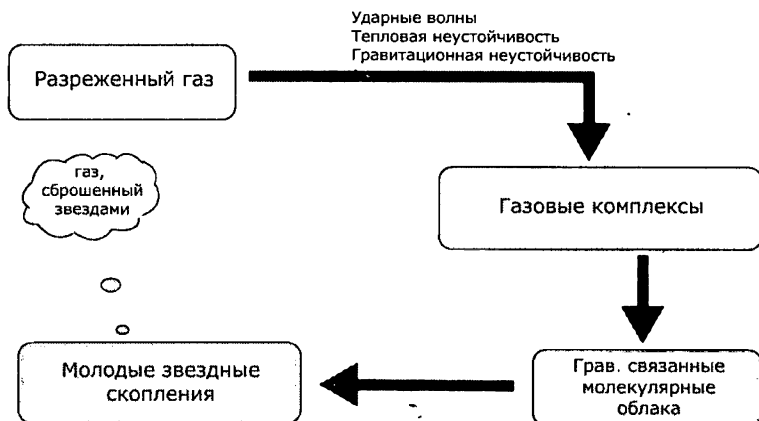 Ударные волны
Тепловая неустойчивость
Гравитационная неустойчивость
Разреженный газ
газ,
сброшенный
звездами
Газовые комплексы
Молодые звездные
скопления
Грав. связанные
молекулярные
облака